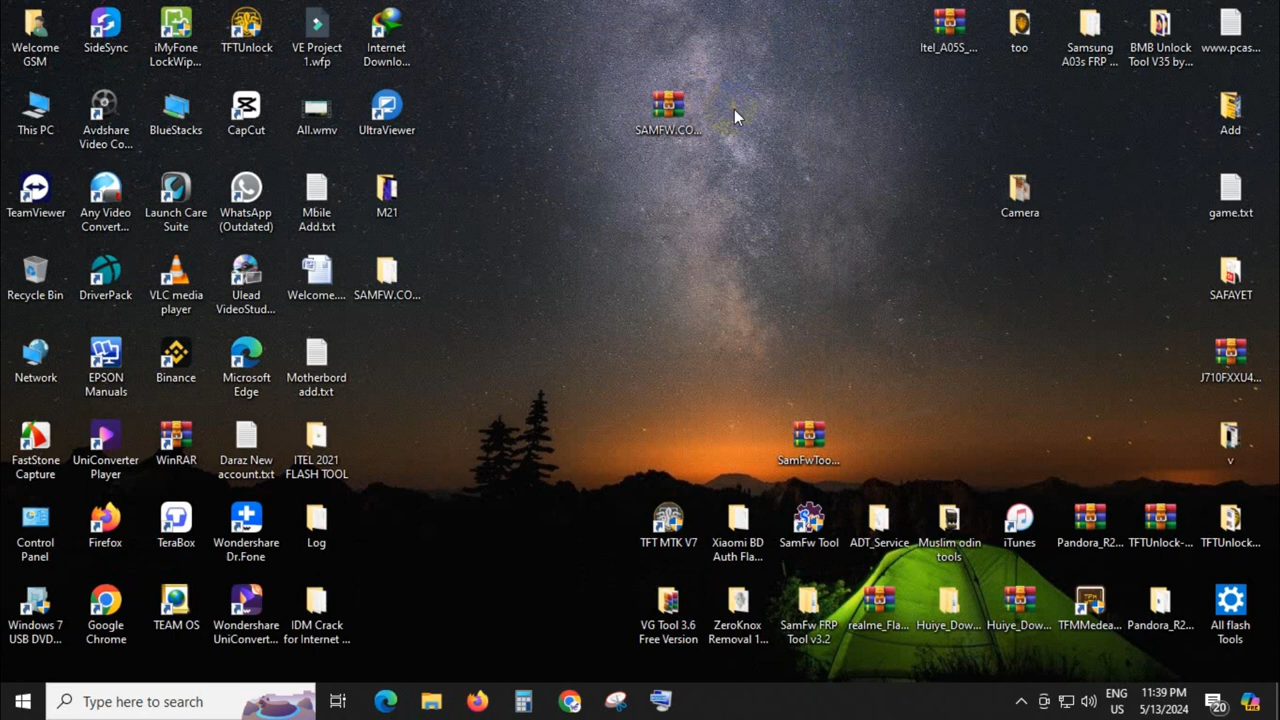 Welcome
GSM
SideSync
iMyFone
LockWip...
TFTUnlock
VE Project
1.wfp
Internet
Downlo...
Itel_A05S_...
too
Samsung
A03s FRP ...
BMB Unlock
Tool V35 by...
www.pcas...
This PC
Avdshare
Video Co...
BlueStacks
CapCut
All.wmv
UltraViewer
SAMFW.CO...
Add
TeamViewer
Any Video
Convert...
Launch Care
Suite
WhatsApp
(Outdated)
Mbile
Add.txt
M21
Camera
game.txt
Recycle Bin
DriverPack
VLC media
player
Ulead
VideoStud...
Welcome....
SAMFW.CO...
SAFAYET
Network
EPSON
Manuals
Binance
Microsoft
Edge
Motherbord
add.txt
J710FXXU4...
FastStone
Capture
UniConverter
Player
WinRAR
Daraz New
account.txt
ITEL 2021
FLASH TOOL
SamFwToo...
v
Control
Panel
Firefox
TeraBox
Wondershare
Dr.Fone
Log
TFT MTK V7
Xiaomi BD
Auth Fla...
SamFw Tool
ADT_Service
Muslim odin
tools
iTunes
Pandora_R2...
TFTUnlock-...
TFTUnlock...
Windows 7
USB DVD...
Google
Chrome
TEAM OS
Wondershare
UniConvert...
IDM Crack
for Internet ...
VG Tool 3.6
Free Version
ZeroKnox
Removal 1...
SamFw FRP
Tool v3.2
realme_Fla...
Huiye_Dow...
Huiye_Dow...
TFMMedea...
Pandora_R2...
All flash
Tools
Type here to search
ENG
US
11:39 PM
5/13/2024
20